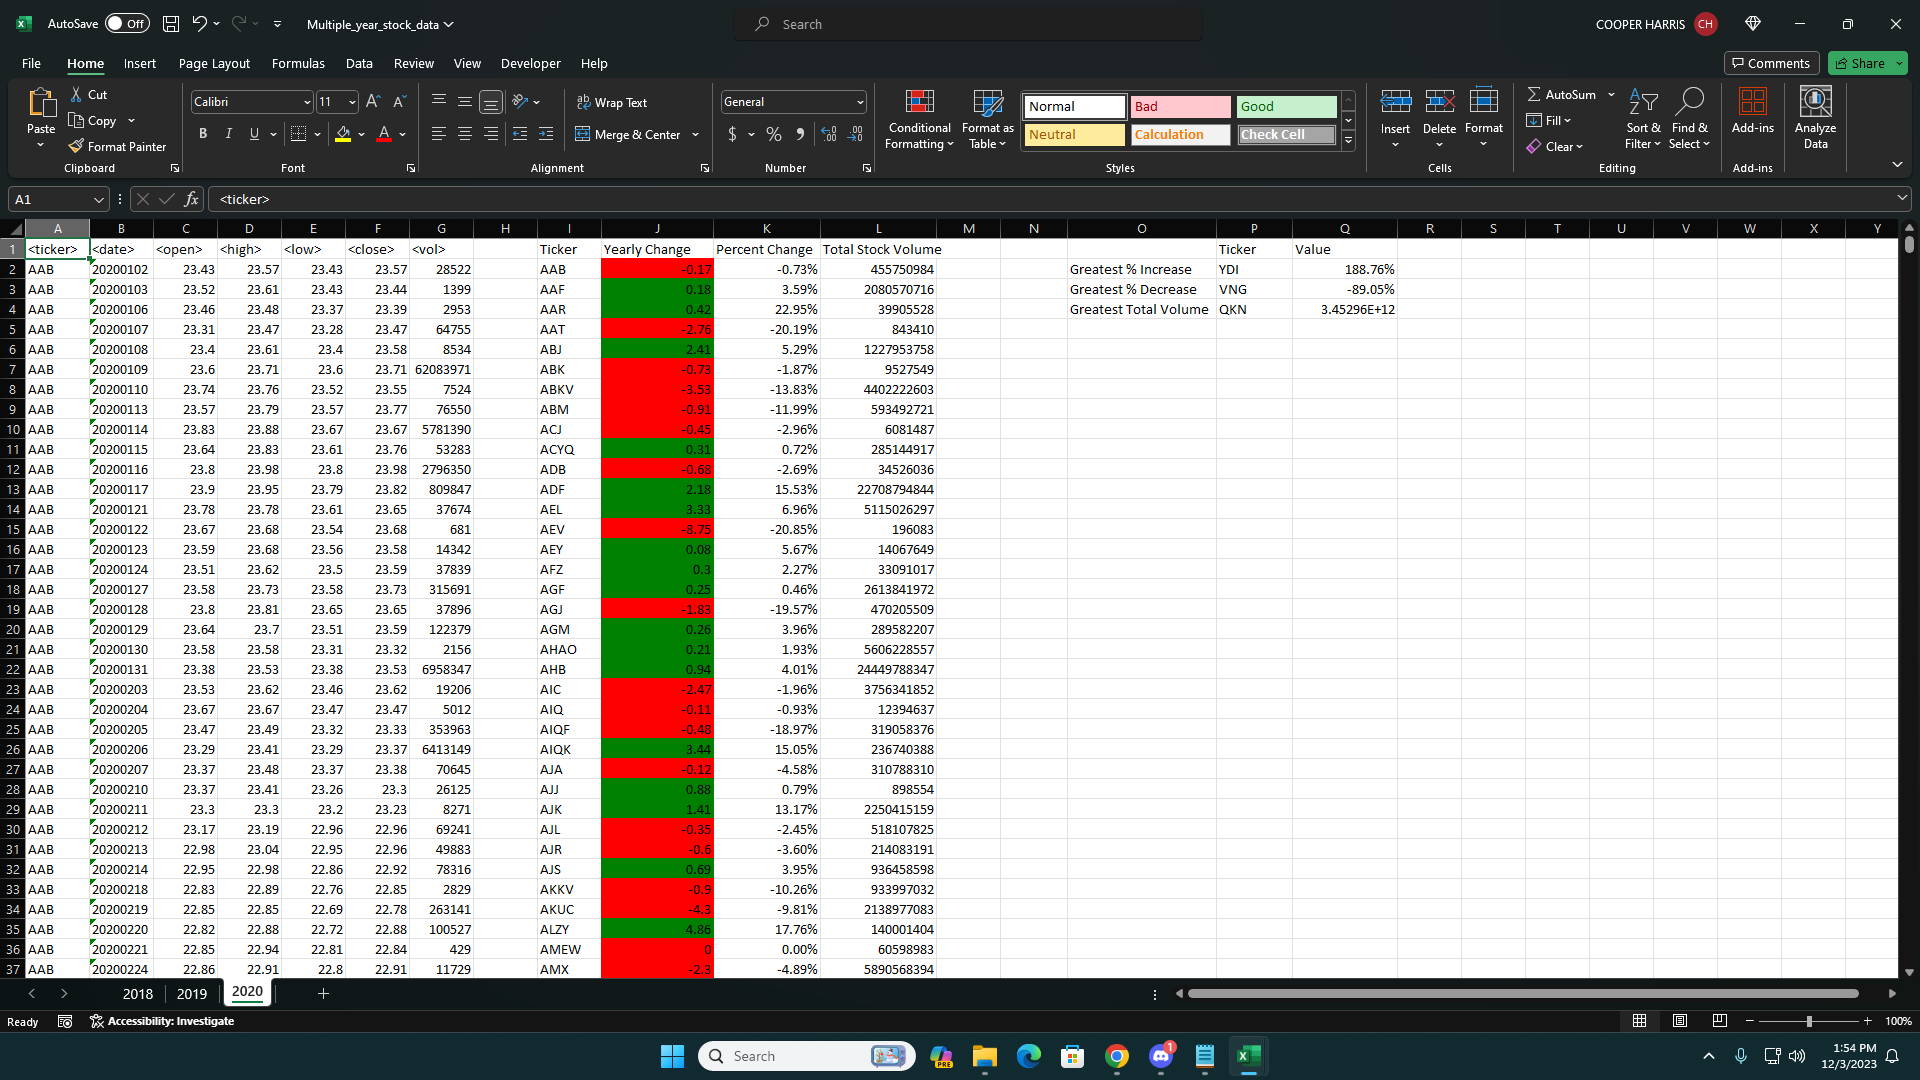 AutoSave Off Multiple_year_stock_data Search COOPER HARRIS CH
File Home Insert Page Layout Formulas Data Review View Developer Help Comments Share
Paste Cut Copy Format Painter Clipboard
Calibri 11 B I U Font
Wrap Text Merge & Center Alignment
General $ % Number
Conditional Formatting Format as Table Normal Bad Good Neutral Calculation Check Cell Styles
Insert Delete Format Cells
AutoSum Fill Clear Sort & Filter Find & Select Editing
Add-ins Add-ins Analyze Data
A1 fx <ticker>
A B C D E F G H I J K L M N O P Q R S T U V W X Y
1 <ticker> <date> <open> <high> <low> <close> <vol> Ticker Yearly Change Percent Change Total Stock Volume Ticker Value
2 AAB 20200102 23.43 23.57 23.43 23.57 28522 AAB -0.17 -0.73% 455750984 Greatest % Increase YDI 188.76%
3 AAB 20200103 23.52 23.61 23.43 23.44 1399 AAF 0.18 3.59% 2080570716 Greatest % Decrease VNG -89.05%
4 AAB 20200106 23.46 23.48 23.37 23.39 2953 AAR 0.42 22.95% 39905528 Greatest Total Volume QKN 3.45296E+12
5 AAB 20200107 23.31 23.47 23.28 23.47 64755 AAT -2.76 -20.19% 843410
6 AAB 20200108 23.4 23.61 23.4 23.58 8534 ABJ 2.41 5.29% 1227953758
7 AAB 20200109 23.6 23.71 23.6 23.71 62083971 ABK -0.73 -1.87% 9527549
8 AAB 20200110 23.74 23.76 23.52 23.55 7524 ABKV -3.53 -13.83% 4402222603
9 AAB 20200113 23.57 23.79 23.57 23.77 76550 ABM -0.91 -11.99% 593492721
10 AAB 20200114 23.83 23.88 23.67 23.67 5781390 ACJ -0.45 -2.96% 6081487
11 AAB 20200115 23.64 23.83 23.61 23.76 53283 ACYQ 0.31 0.72% 285144917
12 AAB 20200116 23.8 23.98 23.8 23.98 2796350 ADB -0.68 -2.69% 34526036
13 AAB 20200117 23.9 23.95 23.79 23.82 809847 ADF 2.18 15.53% 22708794844
14 AAB 20200121 23.78 23.78 23.61 23.65 37674 AEL 3.33 6.96% 5115026297
15 AAB 20200122 23.67 23.68 23.54 23.68 681 AEV -8.75 -20.85% 196083
16 AAB 20200123 23.59 23.68 23.56 23.58 14342 AEY 0.08 5.67% 14067649
17 AAB 20200124 23.51 23.62 23.5 23.59 37839 AFZ 0.3 2.27% 33091017
18 AAB 20200127 23.58 23.73 23.58 23.73 315691 AGF 0.25 0.46% 2613841972
19 AAB 20200128 23.8 23.81 23.65 23.65 37896 AGJ -1.83 -19.57% 470205509
20 AAB 20200129 23.64 23.7 23.51 23.59 122379 AGM 0.26 3.96% 289582207
21 AAB 20200130 23.58 23.58 23.31 23.32 2156 AHAO 0.21 1.93% 5606228557
22 AAB 20200131 23.38 23.53 23.38 23.53 6958347 AHB 0.94 4.01% 24449788347
23 AAB 20200203 23.53 23.62 23.46 23.62 19206 AIC -2.47 -1.96% 3756341852
24 AAB 20200204 23.67 23.67 23.47 23.47 5012 AIQ -0.11 -0.93% 12394637
25 AAB 20200205 23.47 23.49 23.32 23.33 353963 AIQF -0.48 -18.97% 319058376
26 AAB 20200206 23.29 23.41 23.29 23.37 6413149 AIQK 3.44 15.05% 236740388
27 AAB 20200207 23.37 23.48 23.37 23.38 70645 AJA -0.12 -4.58% 310788310
28 AAB 20200210 23.37 23.41 23.26 23.3 26125 AJJ 0.88 0.79% 898554
29 AAB 20200211 23.3 23.3 23.2 23.23 8271 AJK 1.41 13.17% 2250415159
30 AAB 20200212 23.17 23.19 22.96 22.96 69241 AJL -0.35 -2.45% 518107825
31 AAB 20200213 22.98 23.04 22.95 22.96 49883 AJR -0.6 -3.60% 214083191
32 AAB 20200214 22.95 22.98 22.86 22.92 78316 AJS 0.69 3.95% 936458598
33 AAB 20200218 22.83 22.89 22.76 22.85 2829 AKKV -0.9 -10.26% 933997032
34 AAB 20200219 22.85 22.85 22.69 22.78 263141 AKUC -4.3 -9.81% 2138977083
35 AAB 20200220 22.82 22.88 22.72 22.88 100527 ALZY 4.86 17.76% 140001404
36 AAB 20200221 22.85 22.94 22.81 22.84 429 AMEW 0 0.00% 60598983
37 AAB 20200224 22.86 22.91 22.8 22.91 11729 AMX -2.3 -4.89% 5890568394
2018 2019 2020
Ready Accessibility: Investigate 100%
Search PRE 1 1:54 PM
12/3/2023